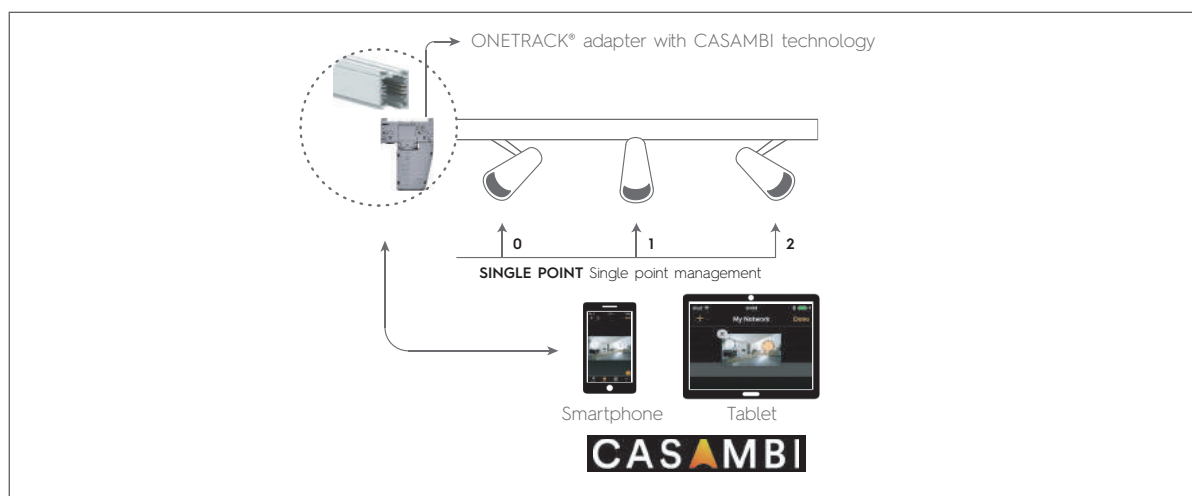 ONETRACK® adapter with CASAMBI technology
0
1
2
SINGLE POINT Single point management
My Network
Smartphone
Tablet
CASAMBI